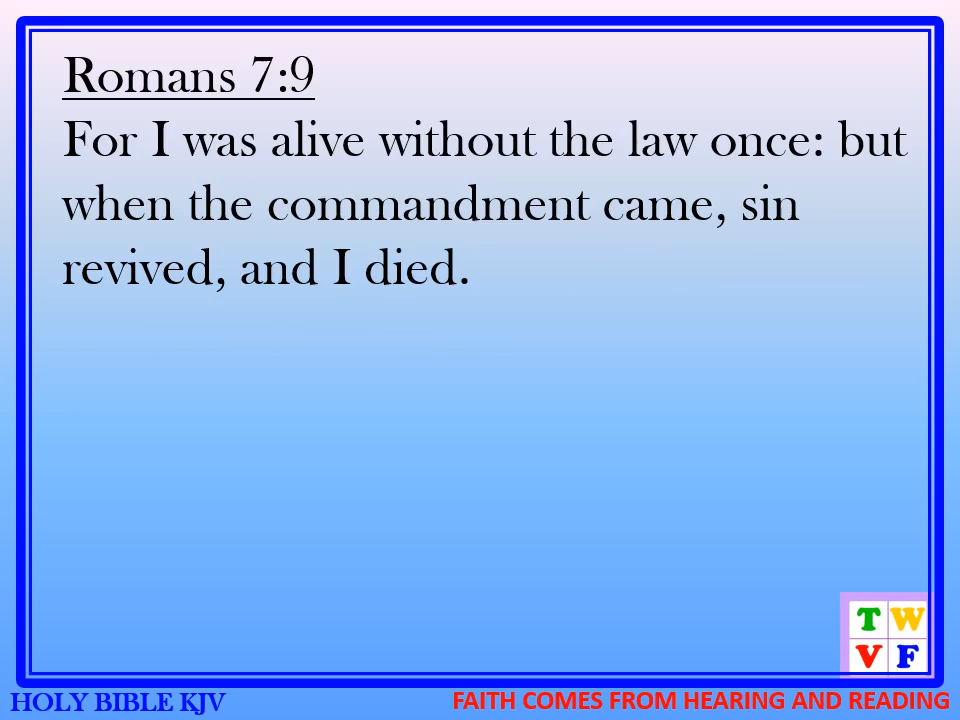 Romans 7:9
For I was alive without the law once: but
when the commandment came, sin
revived, and I died.
T W
V F
HOLY BIBLE KJV
FAITH COMES FROM HEARING AND READING